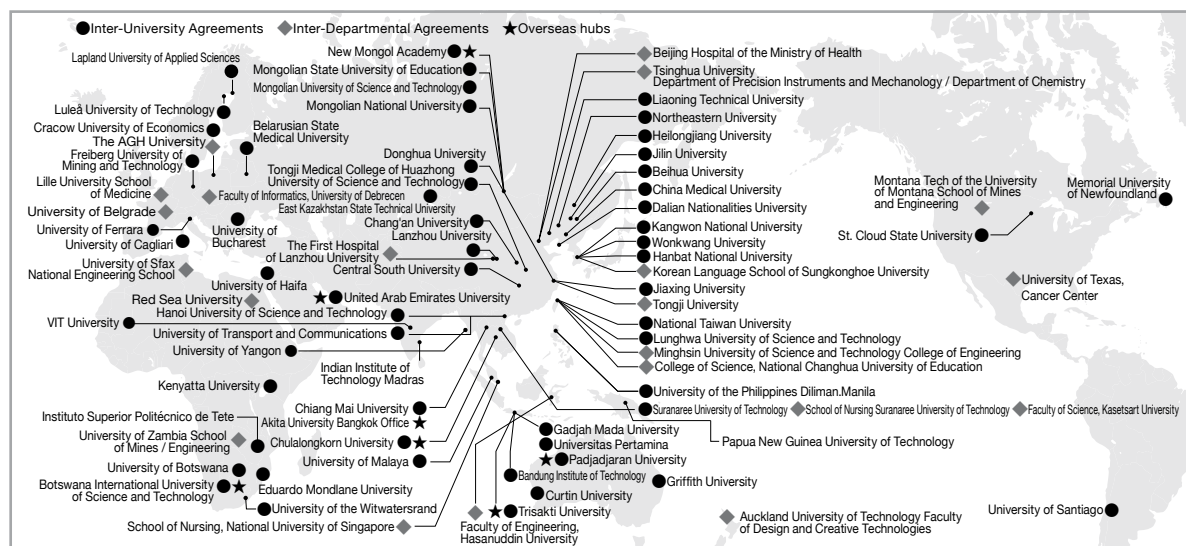 Inter-University Agreements
Inter-Departmental Agreements
Overseas hubs
Lapland University of Applied Sciences
Luleå University of Technology
Cracow University of Economics
The AGH University
Freiberg University of
Mining and Technology
Belarusian State
Medical University
Lille University School
of Medicine
Faculty of Informatics, University of Debrecen
East Kazakhstan State Technical University
University of Belgrade
University of Ferrara
University of Cagliari
University of
Bucharest
University of Sfax
National Engineering School
University of Haifa
Red Sea University
United Arab Emirates University
VIT University
Hanoi University of Science and Technology
University of Transport and Communications
University of Yangon
Indian Institute of
Technology Madras
Kenyatta University
Instituto Superior Politécnico de Tete
University of Zambia School
of Mines / Engineering
University of Botswana
Botswana International University
of Science and Technology
Eduardo Mondlane University
University of the Witwatersrand
School of Nursing, National University of Singapore
New Mongol Academy
Mongolian State University of Education
Mongolian University of Science and Technology
Mongolian National University
Donghua University
Tongji Medical College of Huazhong
University of Science and Technology
Chang'an University
Lanzhou University
The First Hospital
of Lanzhou University
Central South University
Chiang Mai University
Akita University Bangkok Office
Chulalongkorn University
University of Malaya
Beijing Hospital of the Ministry of Health
Tsinghua University
Department of Precision Instruments and Mechanology / Department of Chemistry
Liaoning Technical University
Northeastern University
Heilongjiang University
Jilin University
Beihua University
China Medical University
Dalian Nationalities University
Kangwon National University
Wonkwang University
Hanbat National University
Korean Language School of Sungkonghoe University
Jiaxing University
Tongji University
National Taiwan University
Lunghwa University of Science and Technology
Minghsin University of Science and Technology College of Engineering
College of Science, National Changhua University of Education
University of the Philippines Diliman.Manila
Suranaree University of Technology
School of Nursing Suranaree University of Technology
Faculty of Science, Kasetsart University
Gadjah Mada University
Universitas Pertamina
Padjadjaran University
Bandung Institute of Technology
Curtin University
Trisakti University
Faculty of Engineering,
Hasanuddin University
Papua New Guinea University of Technology
Griffith University
Auckland University of Technology Faculty
of Design and Creative Technologies
Montana Tech of the University
of Montana School of Mines
and Engineering
Memorial University
of Newfoundland
St. Cloud State University
University of Texas,
Cancer Center
University of Santiago